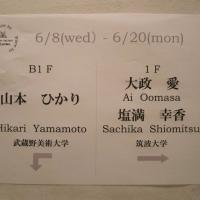 6/8(wed) - 6/20(mon)
B1F
山本 ひかり
Hikari Yamamoto
武蔵野美術大学
1F
大政 愛
Ai Oomasa
塩満 幸香
Sachika Shiomitsu
筑波大学